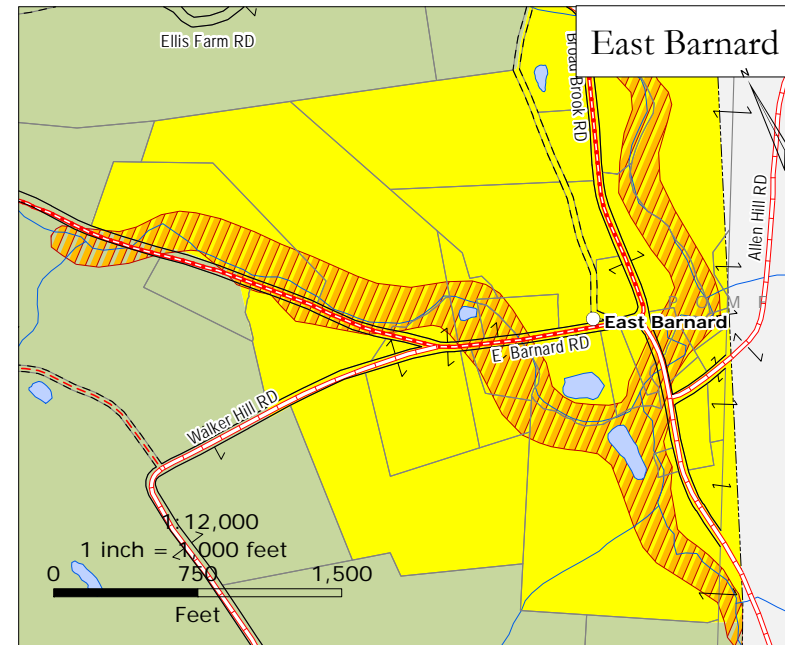 East Barnard
Ellis Farm RD
Broad Brook RD
N
Allen Hill RD
P O M F
East Barnard
E. Barnard RD
Walker Hill RD
1:12,000
1 inch = 1,000 feet
0 750 1,500
Feet